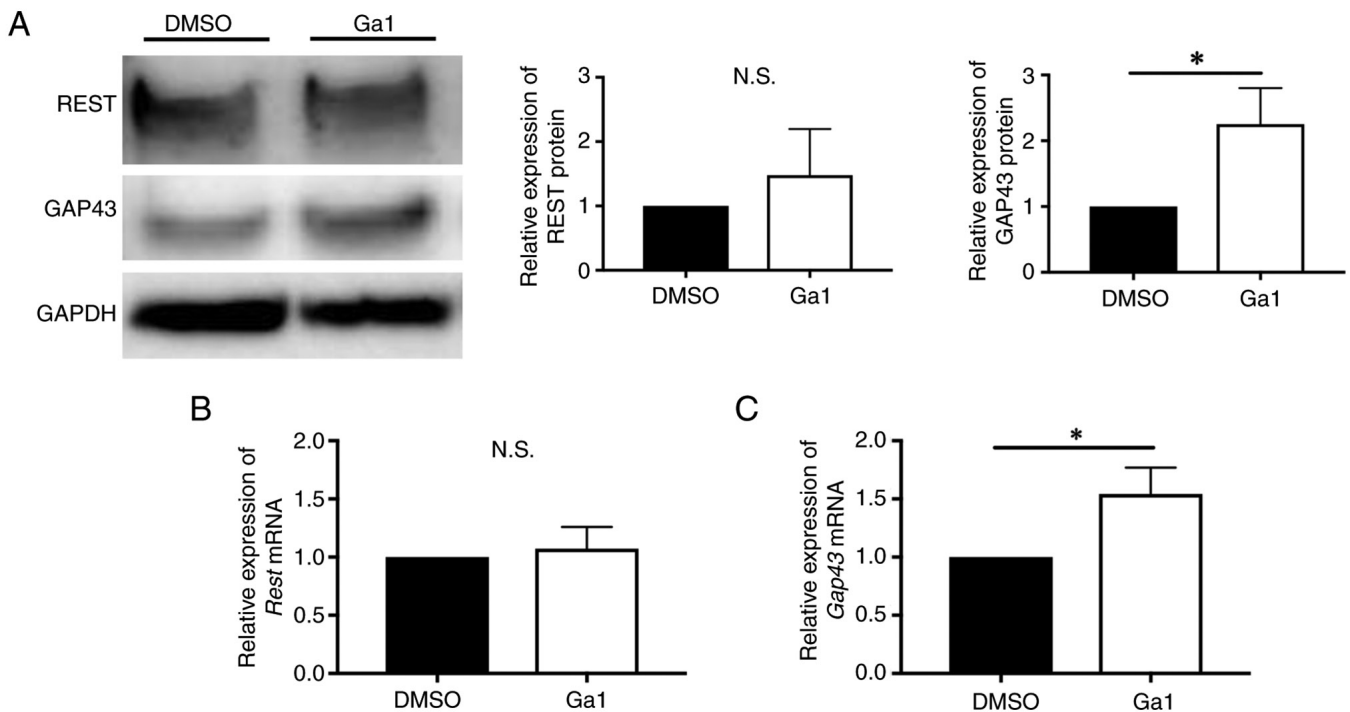 A
DMSO
Ga1
REST
GAP43
GAPDH
Relative expression of
REST protein
3
2
1
0
N.S.
DMSO
Ga1
Relative expression of
GAP43 protein
3
2
1
0
*
DMSO
Ga1
B
Relative expression of
Rest mRNA
2.0
1.5
1.0
0.5
0.0
N.S.
DMSO
Ga1
C
Relative expression of
Gap43 mRNA
2.0
1.5
1.0
0.5
0.0
*
DMSO
Ga1